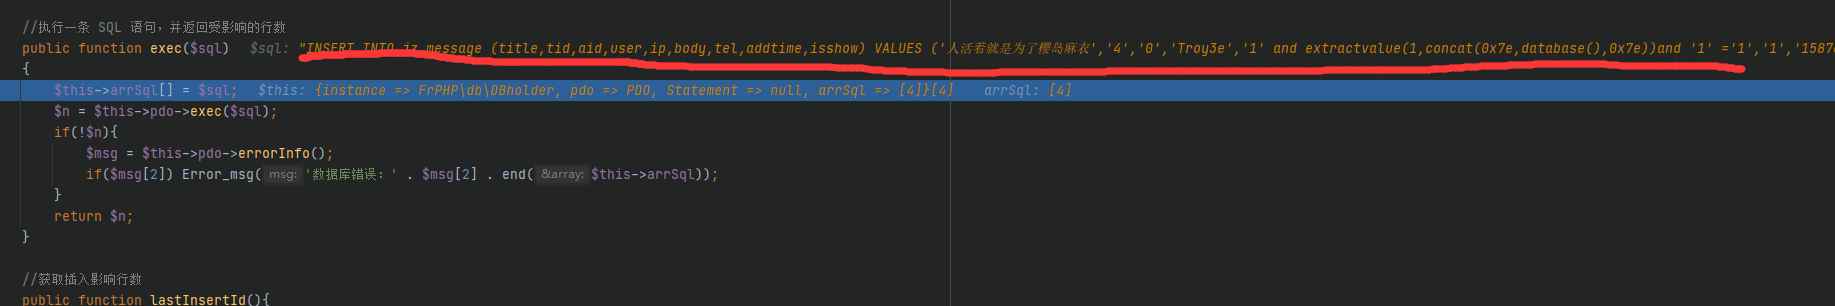 //执行一条 SQL 语句，并返回受影响的行数
public function exec($sql)   $sql: "INSERT INTO jz_message (title,tid,aid,user,ip,body,tel,addtime,isshow) VALUES ('人活着就是为了樱岛麻衣','4','0','Troy3e','1' and extractvalue(1,concat(0x7e,database(),0x7e))and '1' ='1','1','1587
{
$this->arrSql[] = $sql;   $this: {instance => FrPHP\db\DBholder, pdo => PDO, Statement => null, arrSql => [4]}[4]   arrSql: [4]
$n = $this->pdo->exec($sql);
if(!$n){
$msg = $this->pdo->errorInfo();
if($msg[2]) Error_msg( msg: '数据库错误：' . $msg[2] . end( &array: $this->arrSql));
}
return $n;
}
//获取插入影响行数
public function lastInsertId(){